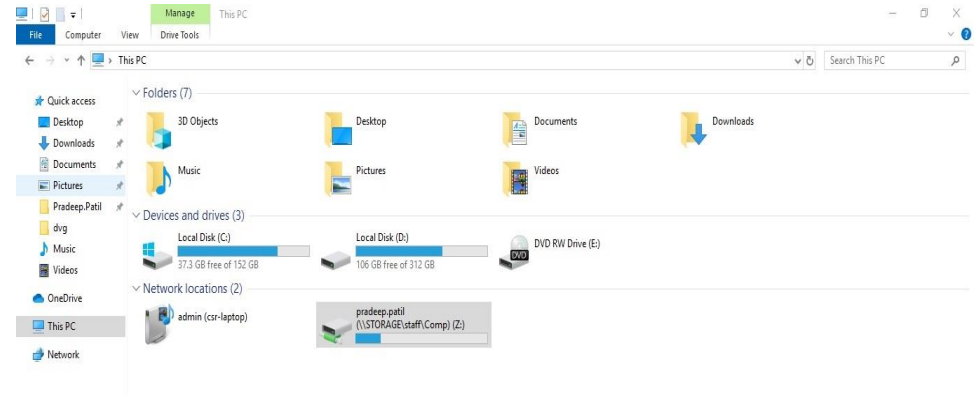 Manage This PC
File Computer View Drive Tools
This PC
Search This PC
Quick access
Desktop
Downloads
Documents
Pictures
Pradeep.Patil
dvg
Music
Videos
OneDrive
This PC
Network
Folders (7)
3D Objects Desktop Documents Downloads
Music Pictures Videos
Devices and drives (3)
Local Disk (C:)
37.3 GB free of 152 GB
Local Disk (D:)
106 GB free of 312 GB
DVD RW Drive (E:)
DVD
Network locations (2)
admin (csr-laptop)
pradeep.patil
(\\STORAGE\staff\Comp) (Z:)